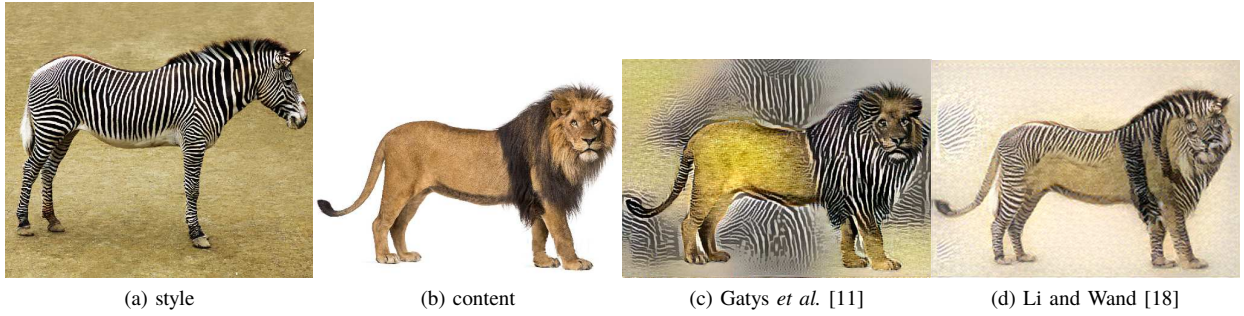 (a) style
(b) content
(c) Gatys et al. [11]
(d) Li and Wand [18]